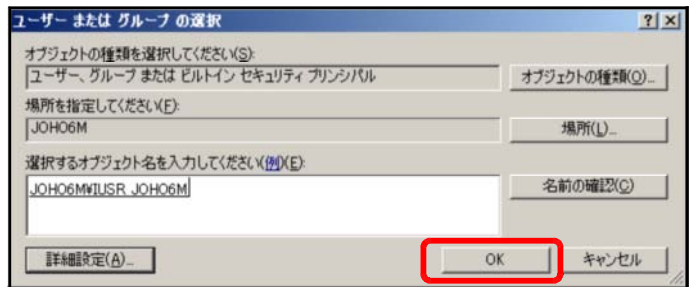 ユーザー または グループ の選択
オブジェクトの種類を選択してください(S):
ユーザー、グループ または ビルトイン セキュリティ プリンシパル
オブジェクトの種類(O)...
場所を指定してください(F):
JOHO6M
場所(L)...
選択するオブジェクト名を入力してください(例)(E):
JOHO6M¥IUSR_JOHO6M
名前の確認(C)
詳細設定(A)...
OK
キャンセル